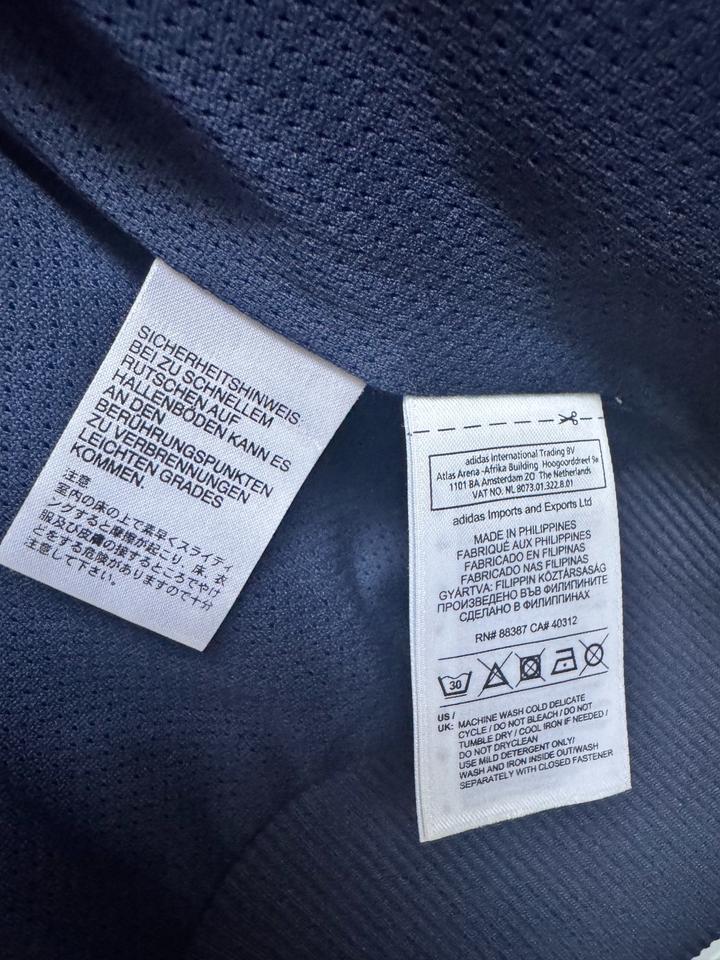 SICHERHEITSHINWEIS
BEI ZU SCHNELLEM
RUTSCHEN AUF
HALLENBÖDEN KANN ES
AN DEN
BERÜHRUNGSPUNKTEN
ZU VERBRENNUNGEN
LEICHTEN GRADES
KOMMEN.
注意
室内の床の上で素早くスライディ
ングすると摩擦が起こり、床、衣
服及び皮膚の接するところでやけ
どをする危険がありますので十分
注意して下さい。
adidas International Trading BV
Atlas Arena -Afrika Building Hoogoorddreef 9a
1101 BA Amsterdam ZO The Netherlands
VAT NO. NL 8073.01.322.B.01
adidas Imports and Exports Ltd
MADE IN PHILIPPINES
FABRIQUÉ AUX PHILIPPINES
FABRICADO EN FILIPINAS
FABRICADO NAS FILIPINAS
GYÁRTVA: FILIPPIN KÖZTÁRSASÁG
ПРОИЗВЕДЕНО ВЪВ ФИЛИПИНИТЕ
СДЕЛАНО В ФИЛИППИНАХ
RN# 88387 CA# 40312
30
US /
UK: MACHINE WASH COLD DELICATE
CYCLE / DO NOT BLEACH / DO NOT
TUMBLE DRY / COOL IRON IF NEEDED /
DO NOT DRYCLEAN
USE MILD DETERGENT ONLY/
WASH AND IRON INSIDE OUT/WASH
SEPARATELY WITH CLOSED FASTENER